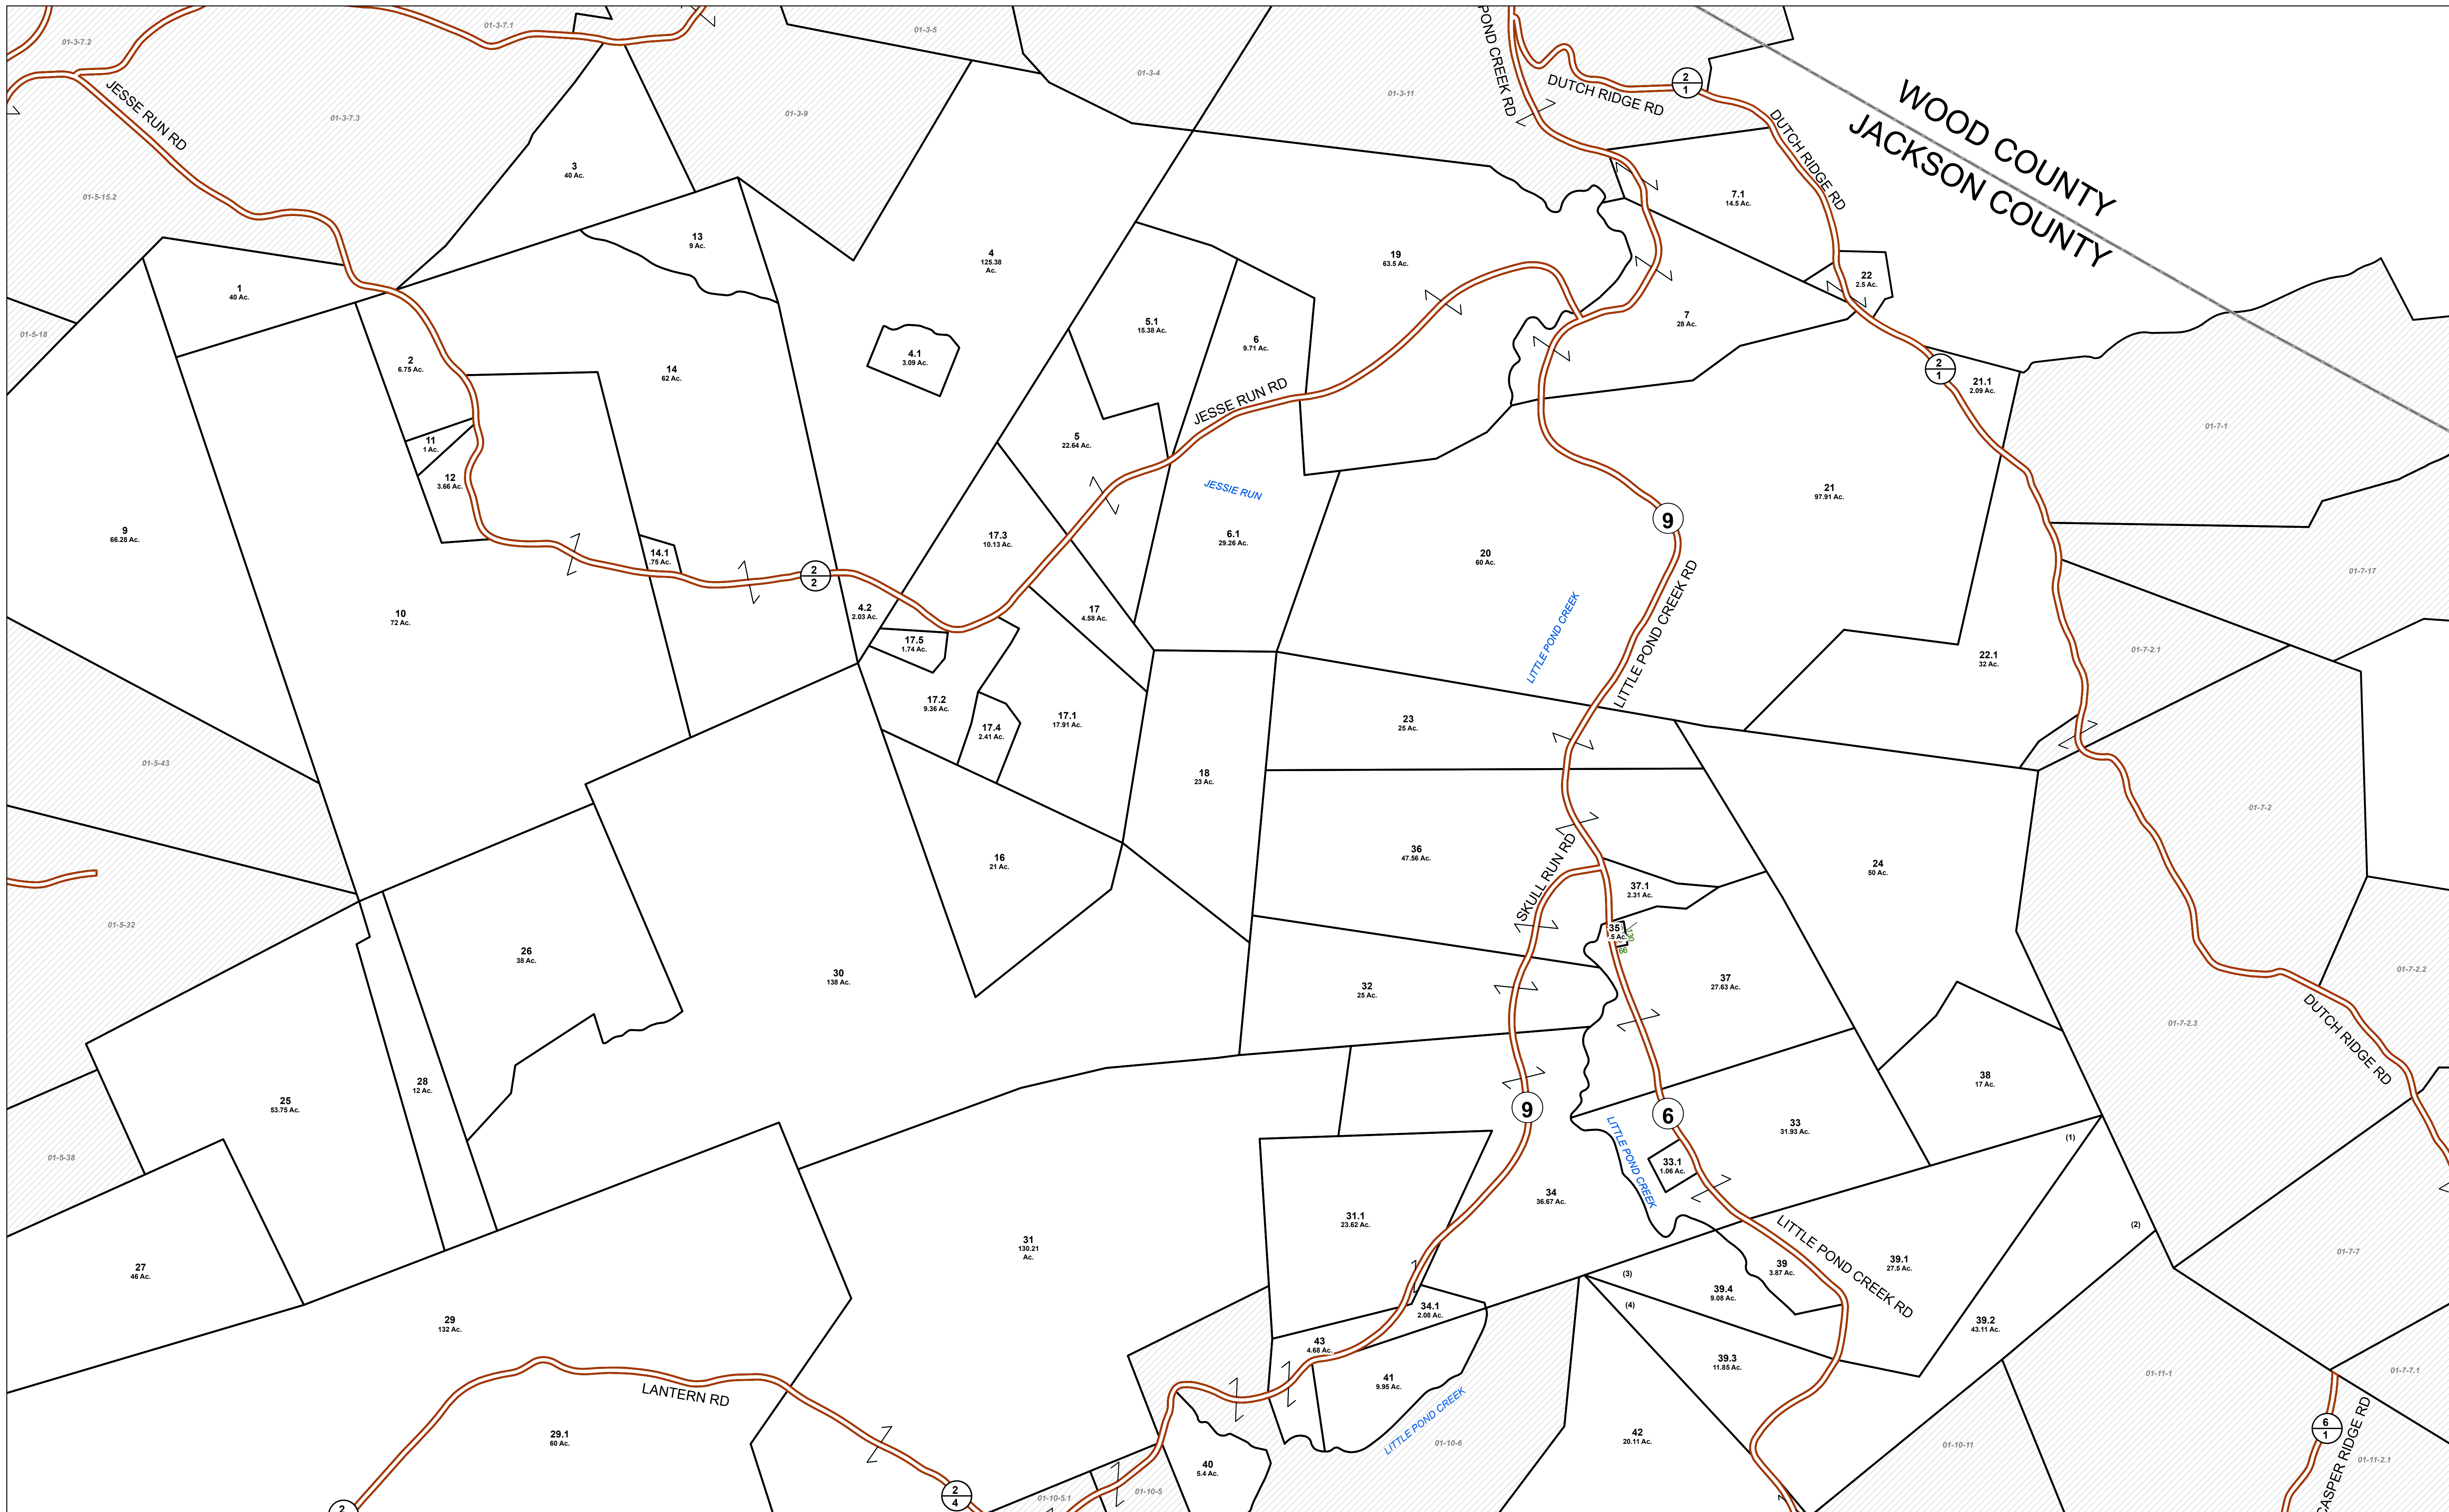 01-3-7.2
01-3-7.1
01-3-5
01-3-4
01-3-11
01-3-9
01-3-7.3
POND CREEK RD
DUTCH RIDGE RD
2
1
DUTCH RIDGE RD
WOOD COUNTY
JACKSON COUNTY
JESSE RUN RD
01-5-15.2
01-5-18
3
40 Ac.
13
9 Ac.
4
125.38
Ac.
19
63.5 Ac.
7.1
14.5 Ac.
22
2.5 Ac.
1
40 Ac.
5.1
15.38 Ac.
7
28 Ac.
6
9.71 Ac.
4.1
3.09 Ac.
2
6.75 Ac.
14
62 Ac.
2
1
21.1
2.09 Ac.
JESSE RUN RD
01-7-1
11
1 Ac.
5
22.64 Ac.
12
3.66 Ac.
JESSIE RUN
21
97.91 Ac.
9
9
66.28 Ac.
17.3
10.13 Ac.
6.1
29.26 Ac.
20
60 Ac.
14.1
.75 Ac.
2
2
01-7-17
10
72 Ac.
4.2
2.03 Ac.
17
4.58 Ac.
17.5
1.74 Ac.
LITTLE POND CREEK
LITTLE POND CREEK RD
22.1
32 Ac.
01-7-2.1
17.2
9.36 Ac.
17.1
17.91 Ac.
17.4
2.41 Ac.
23
25 Ac.
01-5-43
18
23 Ac.
01-7-2
16
21 Ac.
36
47.56 Ac.
SKULL RUN RD
24
50 Ac.
37.1
2.31 Ac.
01-5-32
35
.5 Ac.
130
26
38 Ac.
30
138 Ac.
32
25 Ac.
37
27.63 Ac.
01-7-2.2
01-7-2.3
DUTCH RIDGE RD
28
12 Ac.
25
53.75 Ac.
38
17 Ac.
9
6
33
31.93 Ac.
(1)
LITTLE POND CREEK
01-5-38
33.1
1.06 Ac.
34
36.67 Ac.
31.1
23.62 Ac.
(2)
LITTLE POND CREEK RD
31
130.21
Ac.
27
46 Ac.
39.1
27.5 Ac.
39
3.87 Ac.
(3)
39.4
9.08 Ac.
(4)
01-7-7
34.1
2.08 Ac.
29
132 Ac.
43
4.68 Ac.
39.2
43.11 Ac.
39.3
11.85 Ac.
41
9.95 Ac.
LITTLE POND CREEK
LANTERN RD
01-11-1
01-7-7.1
29.1
60 Ac.
42
20.11 Ac.
01-10-6
01-10-11
6
1
CASPER RIDGE RD
01-11-2.1
40
5.4 Ac.
01-10-5
01-10-5.1
2
4
2